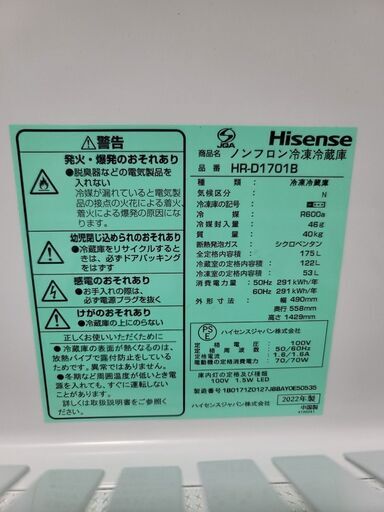 警告
発火・爆発のおそれあり
●脱臭器などの電気製品を
入れない
冷媒が漏れていると電気製
品の接点の火花による着火、
着火による爆発の原因にな
ります。
幼児閉じ込められのおそれあり
●冷蔵庫をリサイクルすると
きは、必ずドアパッキング
をはずす
感電のおそれあり
●お手入れの際は、
必ず電源プラグを抜く
けがのおそれあり
●冷蔵庫の上にのらない
正しくお使いいただくために
●冷蔵庫の表面が熱くなるのは、
放熱パイプで露付き防止をしているた
めです。異常ではありません。
●冬期など周囲温度が低いとき電
源を入れても、すぐに運転しないこ
とがあります。詳しくは取扱説明書
をお読みください。
JQA
Hisense
商品名 ノンフロン冷凍冷蔵庫
品番 HR-D1701B
種類: 冷凍冷蔵庫
気候区分: N
冷凍庫の記号:
冷媒: R600a
冷媒封入量: 46g
質量: 40kg
断熱発泡ガス: シクロペンタン
全定格内容積: 175L
冷蔵室の定格内容積: 122L
冷凍室の定格内容積: 53L
消費電力量: 50Hz 291kWh/年
60Hz 291kWh/年
外形寸法: 幅 490mm
奥行 558mm
高さ 1429mm
PSE
ハイセンスジャパン株式会社
定格電圧: 100V
定格周波数: 50/60Hz
定格電流: 1.6/1.6A
電動機の定格消費電力: 70/70W
庫内灯の定格及び種類
100V 1.5W LED
ハイセンスジャパン株式会社
2022年製
中国製